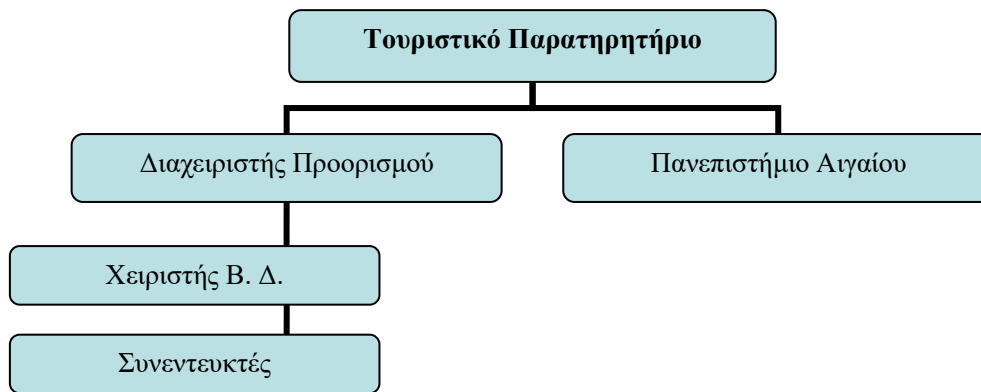 Τουριστικό Παρατηρητήριο
Διαχειριστής Προορισμού
Πανεπιστήμιο Αιγαίου
Χειριστής Β. Δ.
Συνεντευκτές